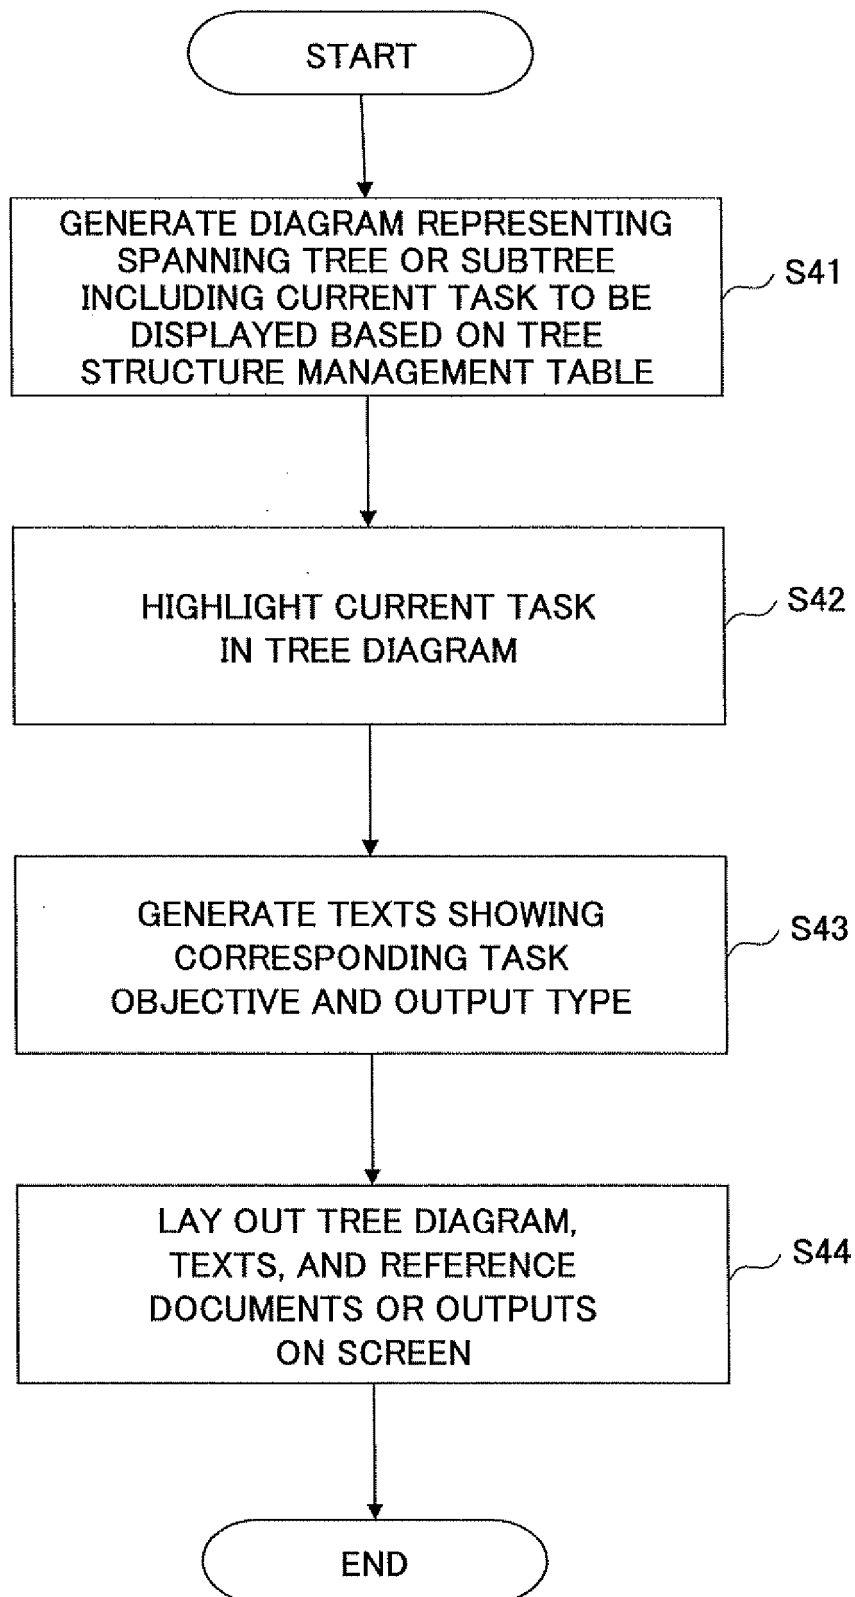 START
GENERATE DIAGRAM REPRESENTING
SPANNING TREE OR SUBTREE
INCLUDING CURRENT TASK TO BE
DISPLAYED BASED ON TREE
STRUCTURE MANAGEMENT TABLE
S41
HIGHLIGHT CURRENT TASK
IN TREE DIAGRAM
S42
GENERATE TEXTS SHOWING
CORRESPONDING TASK
OBJECTIVE AND OUTPUT TYPE
S43
LAY OUT TREE DIAGRAM,
TEXTS, AND REFERENCE
DOCUMENTS OR OUTPUTS
ON SCREEN
S44
END